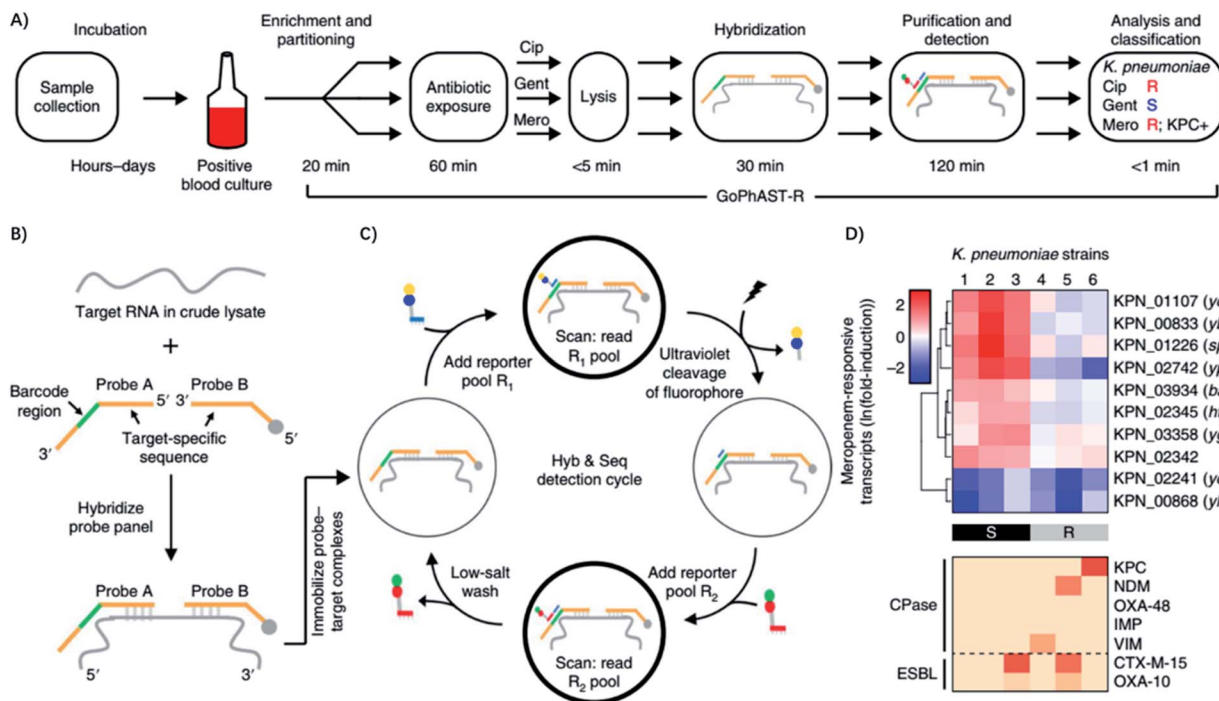 A)
Incubation
Enrichment and
partitioning
Hybridization
Purification and
detection
Analysis and
classification
Sample
collection
Antibiotic
exposure
Cip
Gent
Mero
Lysis
K. pneumoniae
Cip R
Gent S
Mero R; KPC+
Hours–days
Positive
blood culture
20 min
60 min
<5 min
30 min
120 min
<1 min
GoPhAST-R
B)
Target RNA in crude lysate
+
Barcode
region
Probe A
5′
3′
Probe B
3′
Target-specific
sequence
5′
Hybridize
probe panel
Probe A
Probe B
5′
3′
Immobilize probe–
target complexes
C)
Scan: read
R1 pool
Add reporter
pool R1
Ultraviolet
cleavage
of fluorophore
Hyb & Seq
detection cycle
Low-salt
wash
Add reporter
pool R2
Scan: read
R2 pool
D)
K. pneumoniae strains
1 2 3 4 5 6
Meropenem-responsive
transcripts (ln(fold-induction))
2
0
−2
KPN_01107
KPN_00833
KPN_01226
KPN_02742
KPN_03934
KPN_02345
KPN_03358
KPN_02342
KPN_02241
KPN_00868
S
R
CPase
KPC
NDM
OXA-48
IMP
VIM
ESBL
CTX-M-15
OXA-10